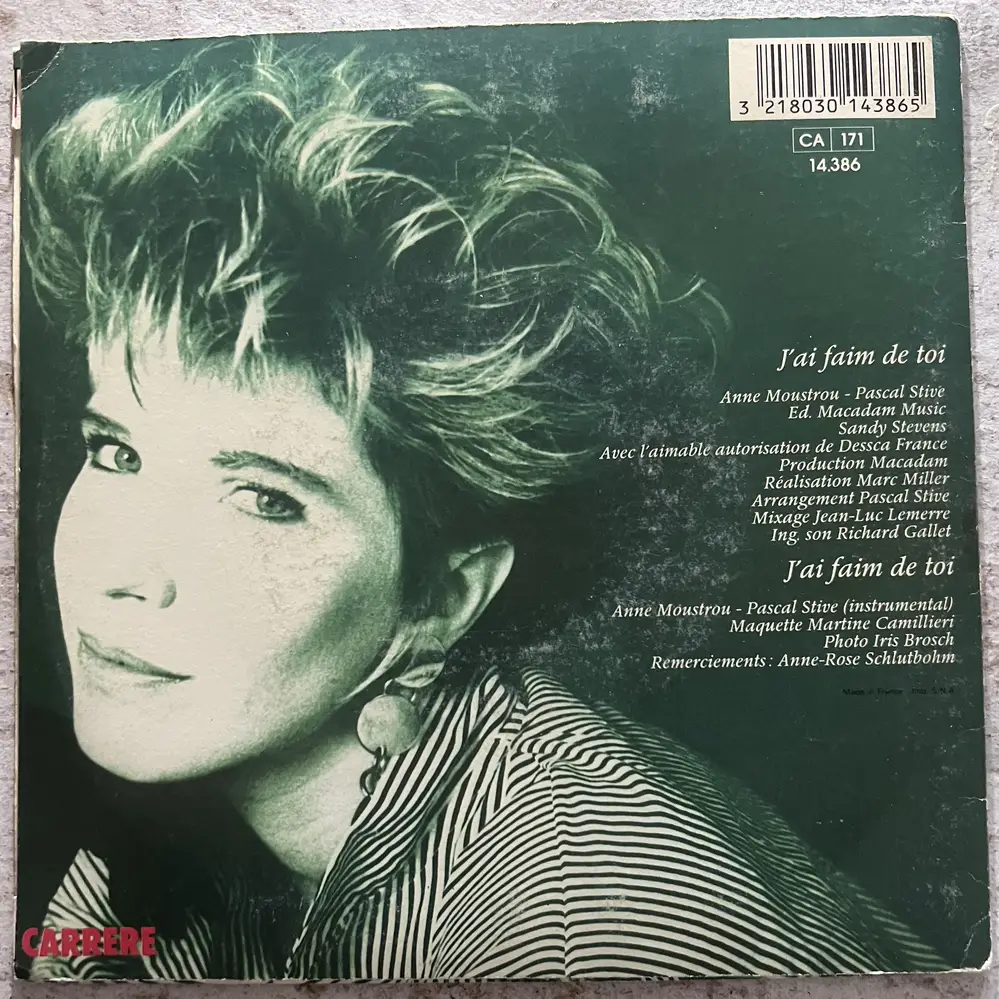 3 218030 143865
CA 171
14.386
J'ai faim de toi
Anne Moustrou - Pascal Stive
Ed. Macadam Music
Sandy Stevens
Avec l'aimable autorisation de Dessca France
Production Macadam
Réalisation Marc Miller
Arrangement Pascal Stive
Mixage Jean-Luc Lemerre
Ing. son Richard Gallet
J'ai faim de toi
Anne Moustrou - Pascal Stive (instrumental)
Maquette Martine Camillieri
Photo Iris Brosch
Remerciements : Anne-Rose Schlutbohm
Made in France
CARRERE